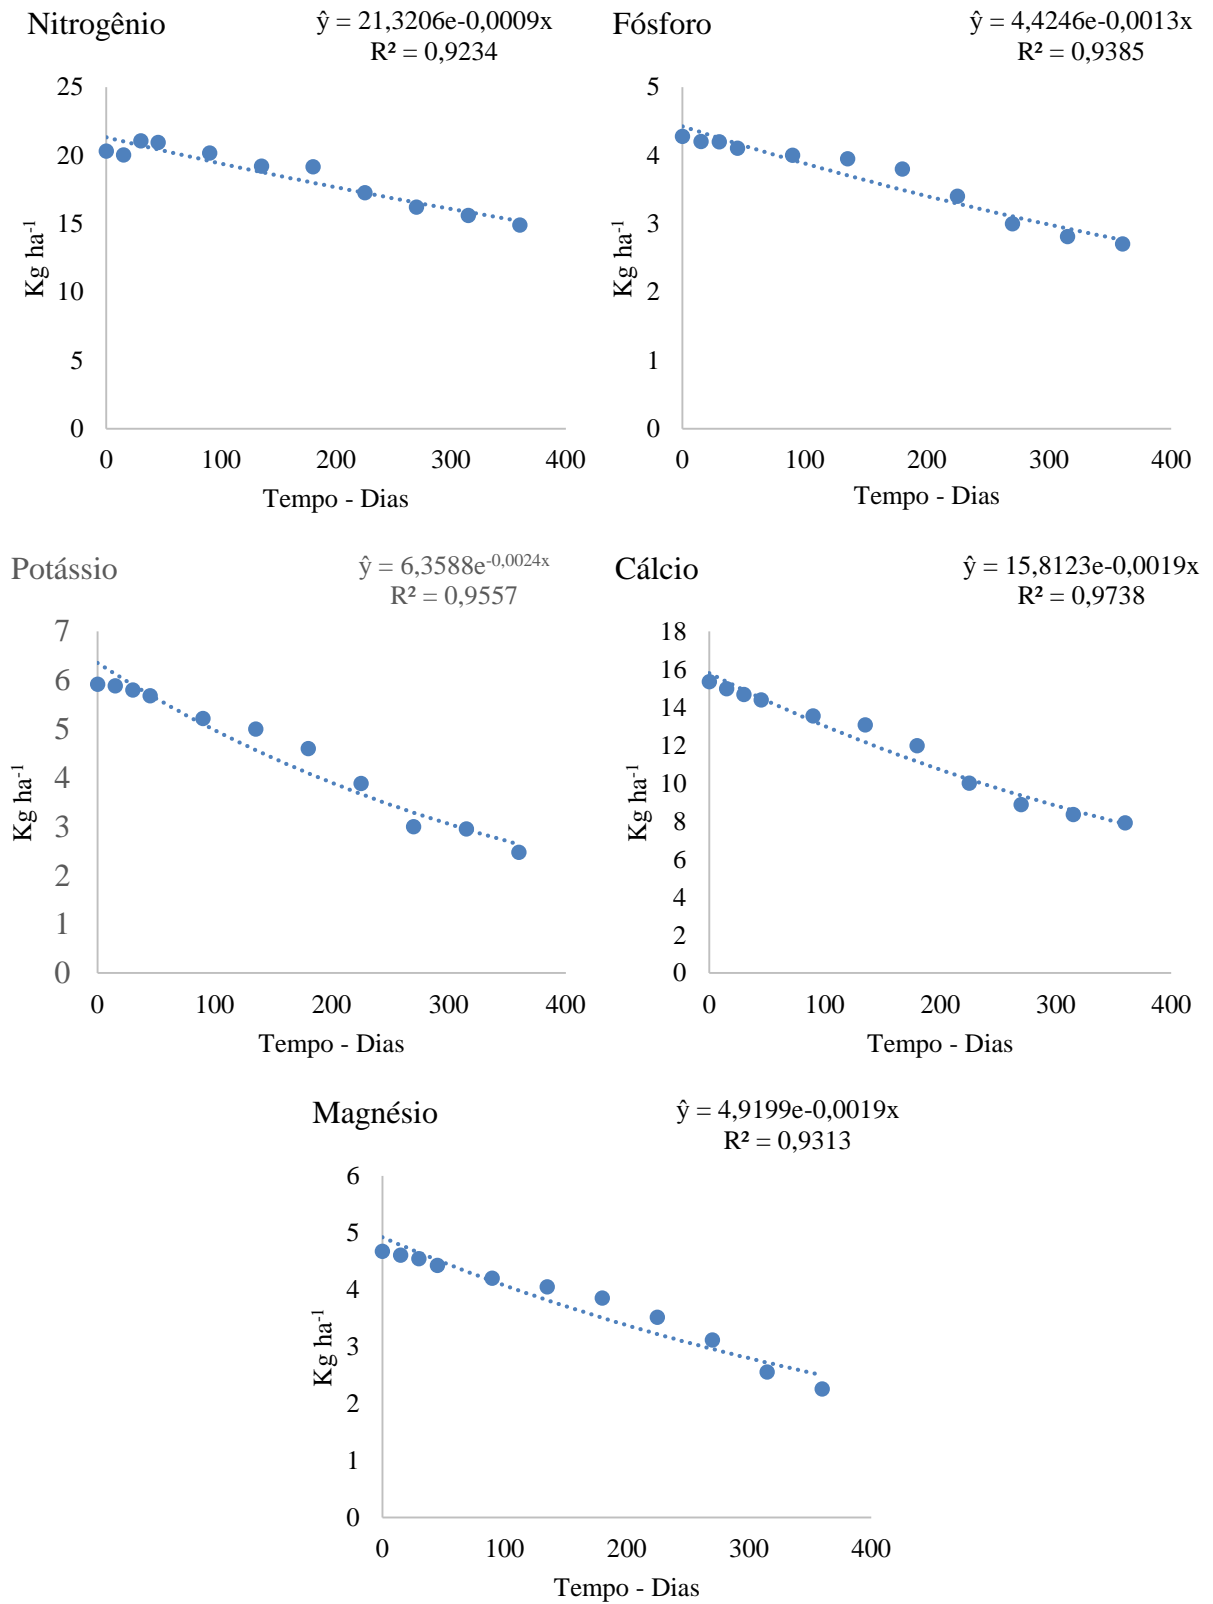 Nitrogênio
ŷ = 21,3206e-0,0009x
R² = 0,9234
25
20
15
10
5
0
Kg ha-1
0 100 200 300 400
Tempo - Dias
Fósforo
ŷ = 4,4246e-0,0013x
R² = 0,9385
5
4
3
2
1
0
Kg ha-1
0 100 200 300 400
Tempo - Dias
Potássio
ŷ = 6,3588e-0,0024x
R² = 0,9557
7
6
5
4
3
2
1
0
Kg ha-1
0 100 200 300 400
Tempo - Dias
Cálcio
ŷ = 15,8123e-0,0019x
R² = 0,9738
18
16
14
12
10
8
6
4
2
0
Kg ha-1
0 100 200 300 400
Tempo - Dias
Magnésio
ŷ = 4,9199e-0,0019x
R² = 0,9313
6
5
4
3
2
1
0
Kg ha-1
0 100 200 300 400
Tempo - Dias